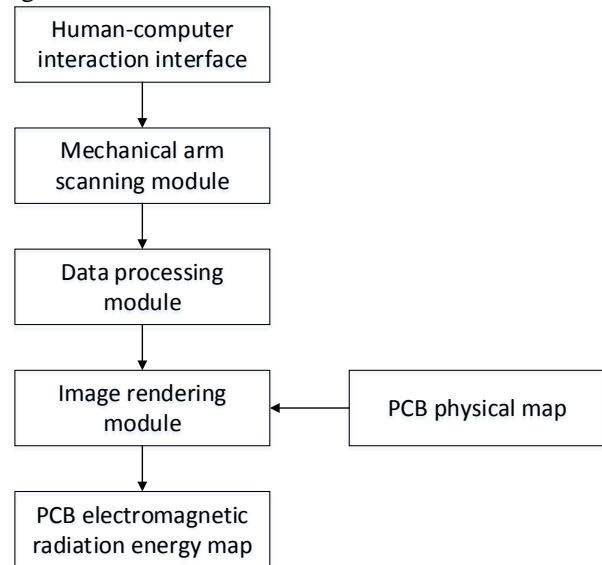 Human-computer
interaction interface
Mechanical arm
scanning module
Data processing
module
Image rendering
module
PCB physical map
PCB electromagnetic
radiation energy map